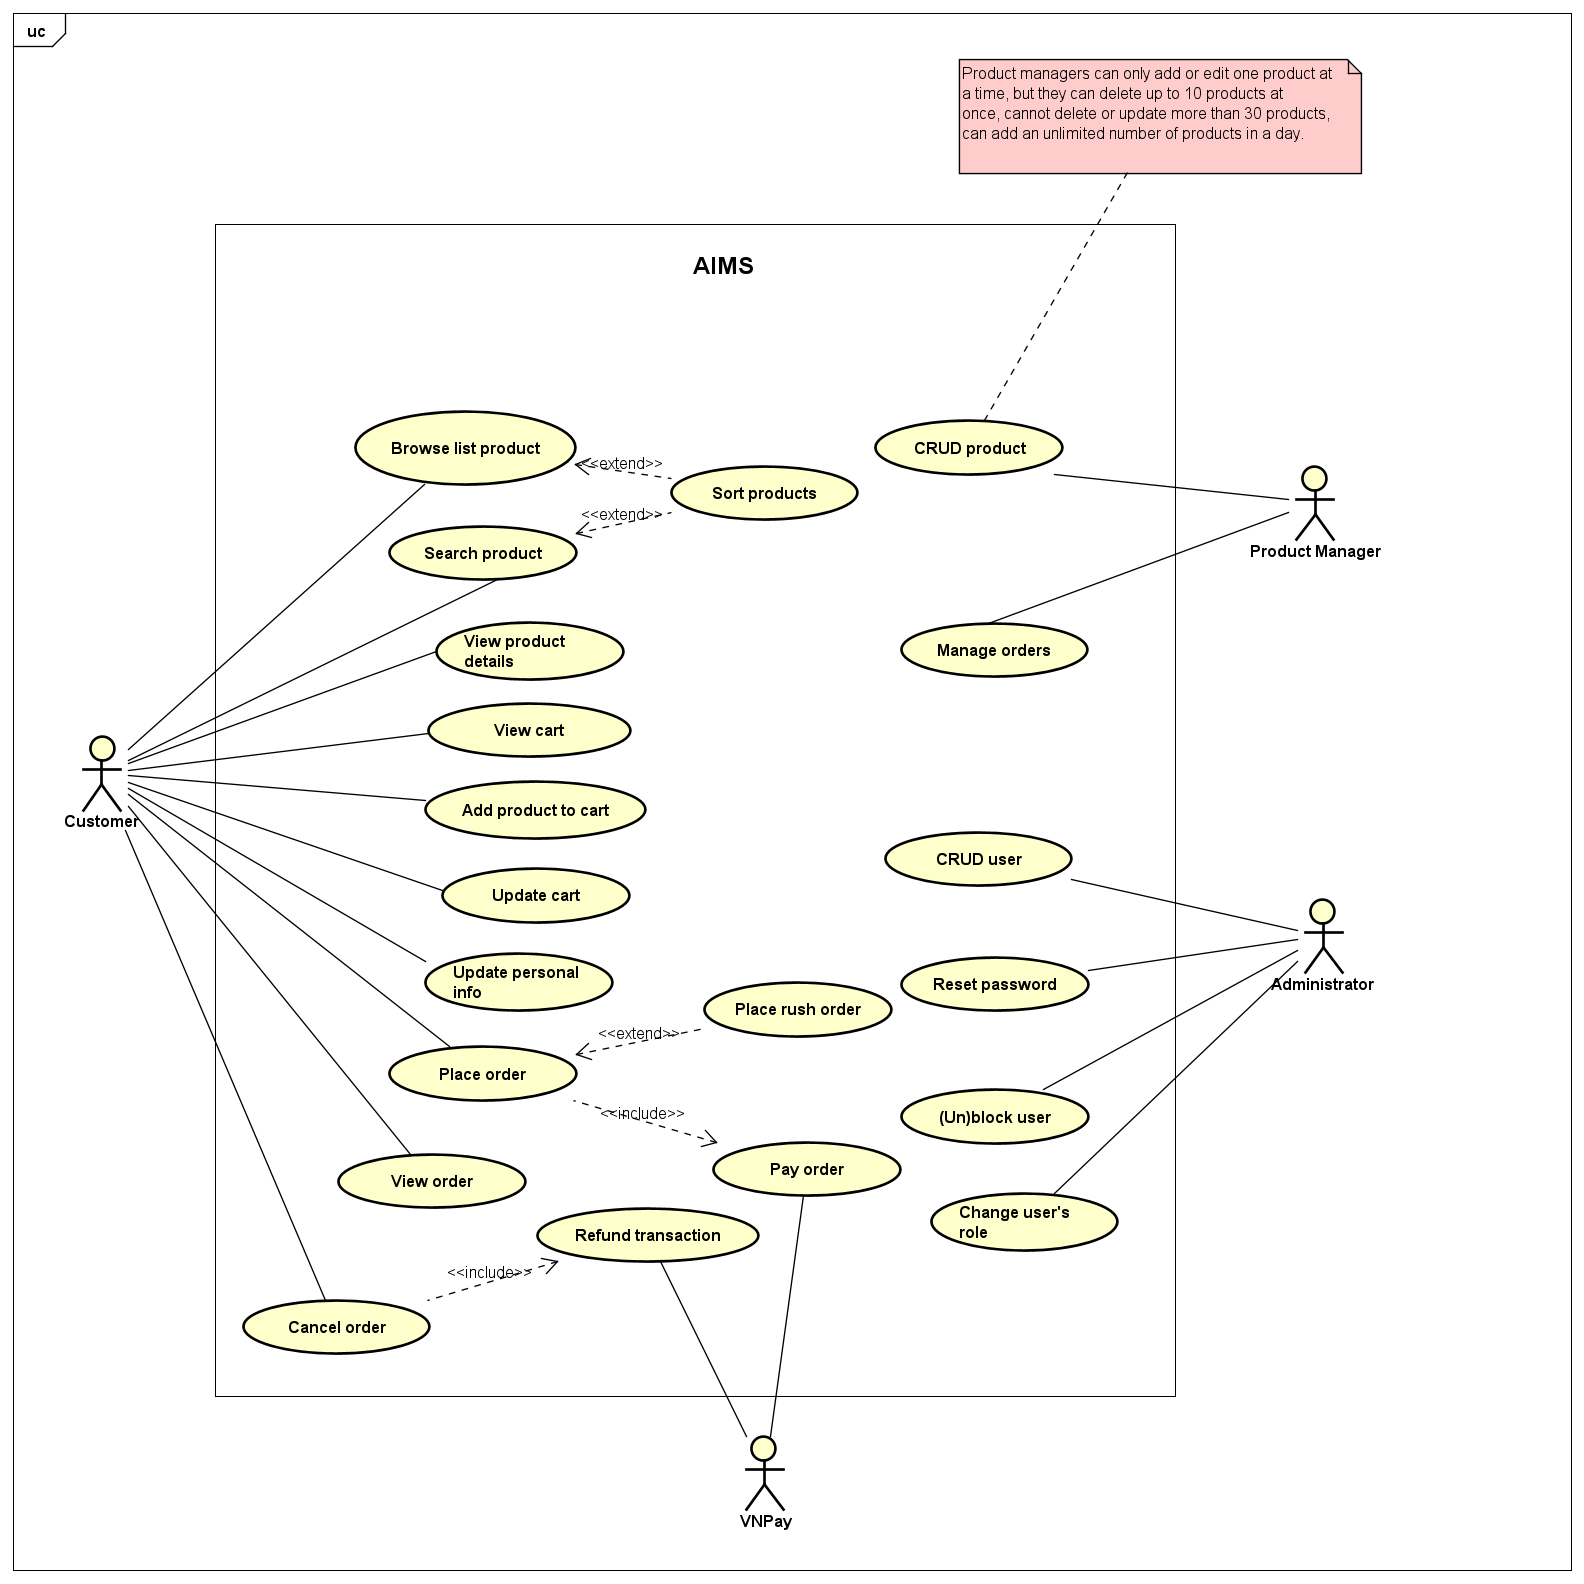 uc
Product managers can only add or edit one product at
a time, but they can delete up to 10 products at
once, cannot delete or update more than 30 products,
can add an unlimited number of products in a day.
AIMS
Browse list product
CRUD product
<<extend>>
Sort products
<<extend>>
Search product
Product Manager
View product
details
Manage orders
View cart
Customer
Add product to cart
CRUD user
Update cart
Update personal
info
Reset password
Administrator
Place rush order
<<extend>>
Place order
<<include>>
(Un)block user
Pay order
View order
Change user's
role
Refund transaction
<<include>>
Cancel order
VNPay